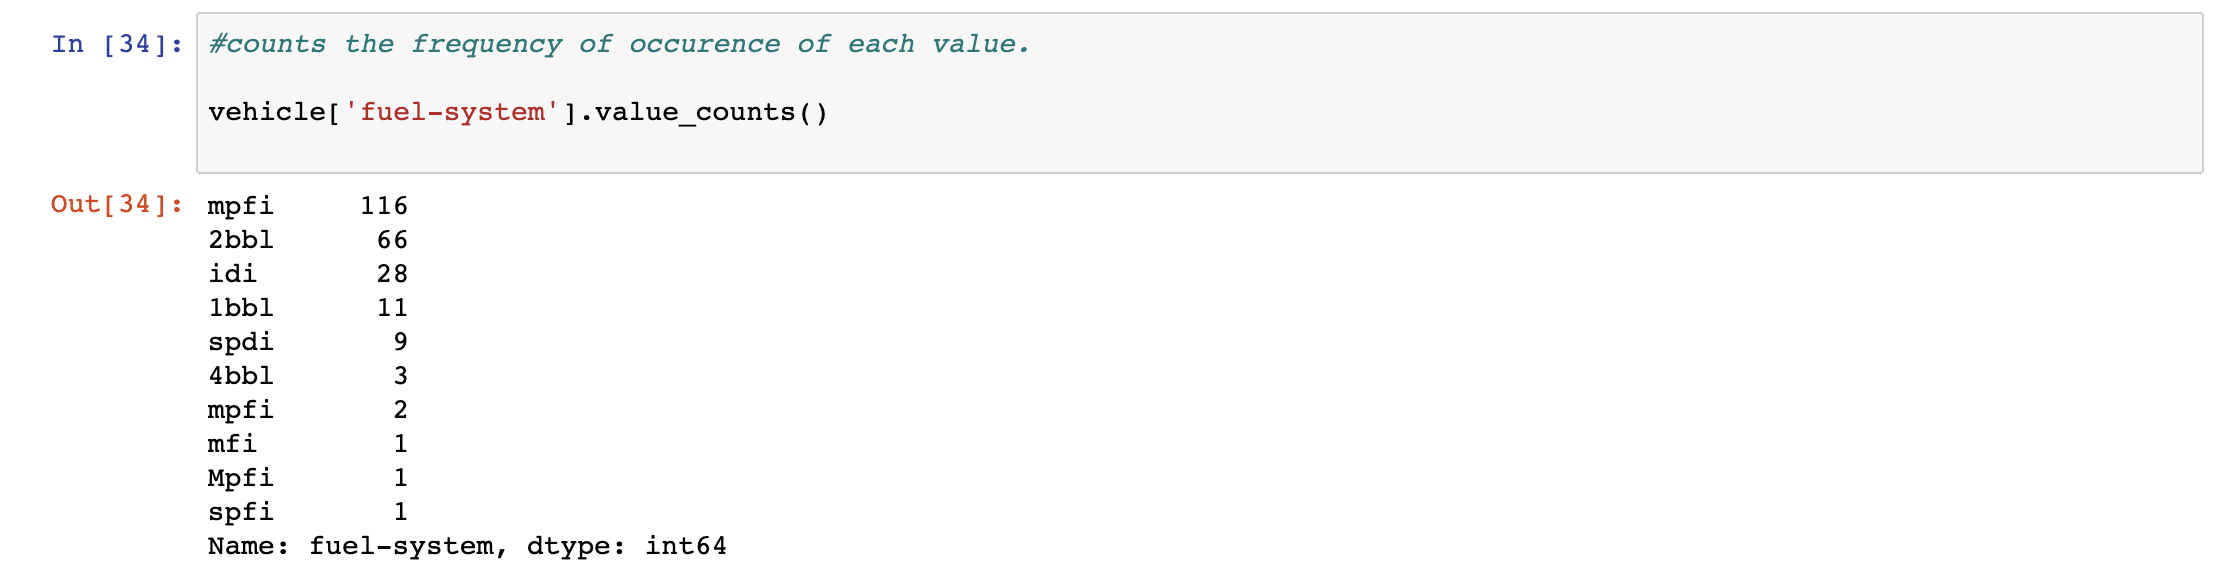 In [34]: #counts the frequency of occurence of each value.
vehicle['fuel-system'].value_counts()
Out[34]: mpfi 116
2bbl 66
idi 28
1bbl 11
spdi 9
4bbl 3
mpfi 2
mfi 1
Mpfi 1
spfi 1
Name: fuel-system, dtype: int64